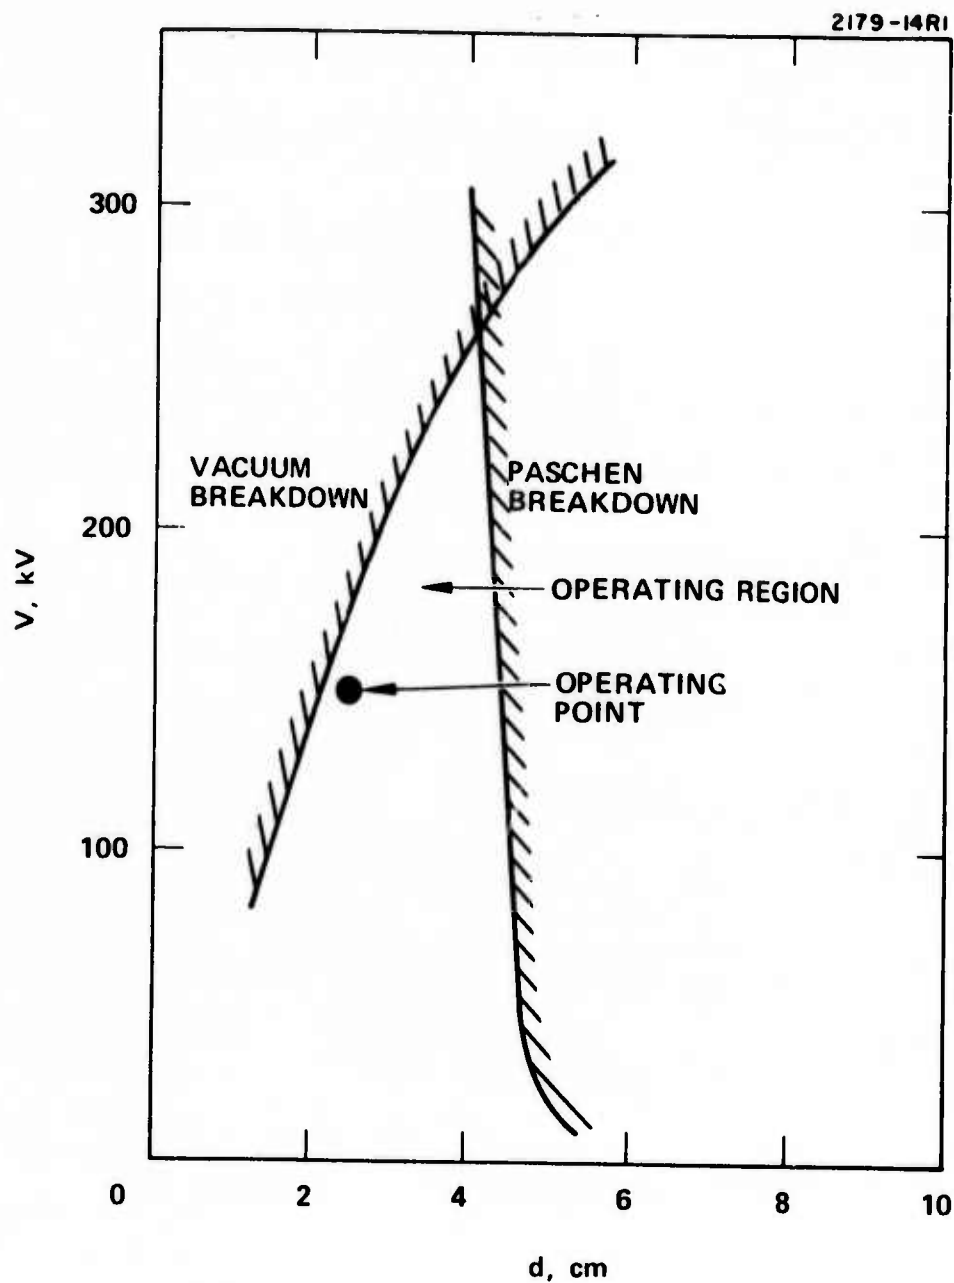 2179-14R1
300
VACUUM
BREAKDOWN
PASCHEN
BREAKDOWN
200
V, kV
OPERATING REGION
OPERATING
POINT
100
0 2 4 6 8 10
d, cm